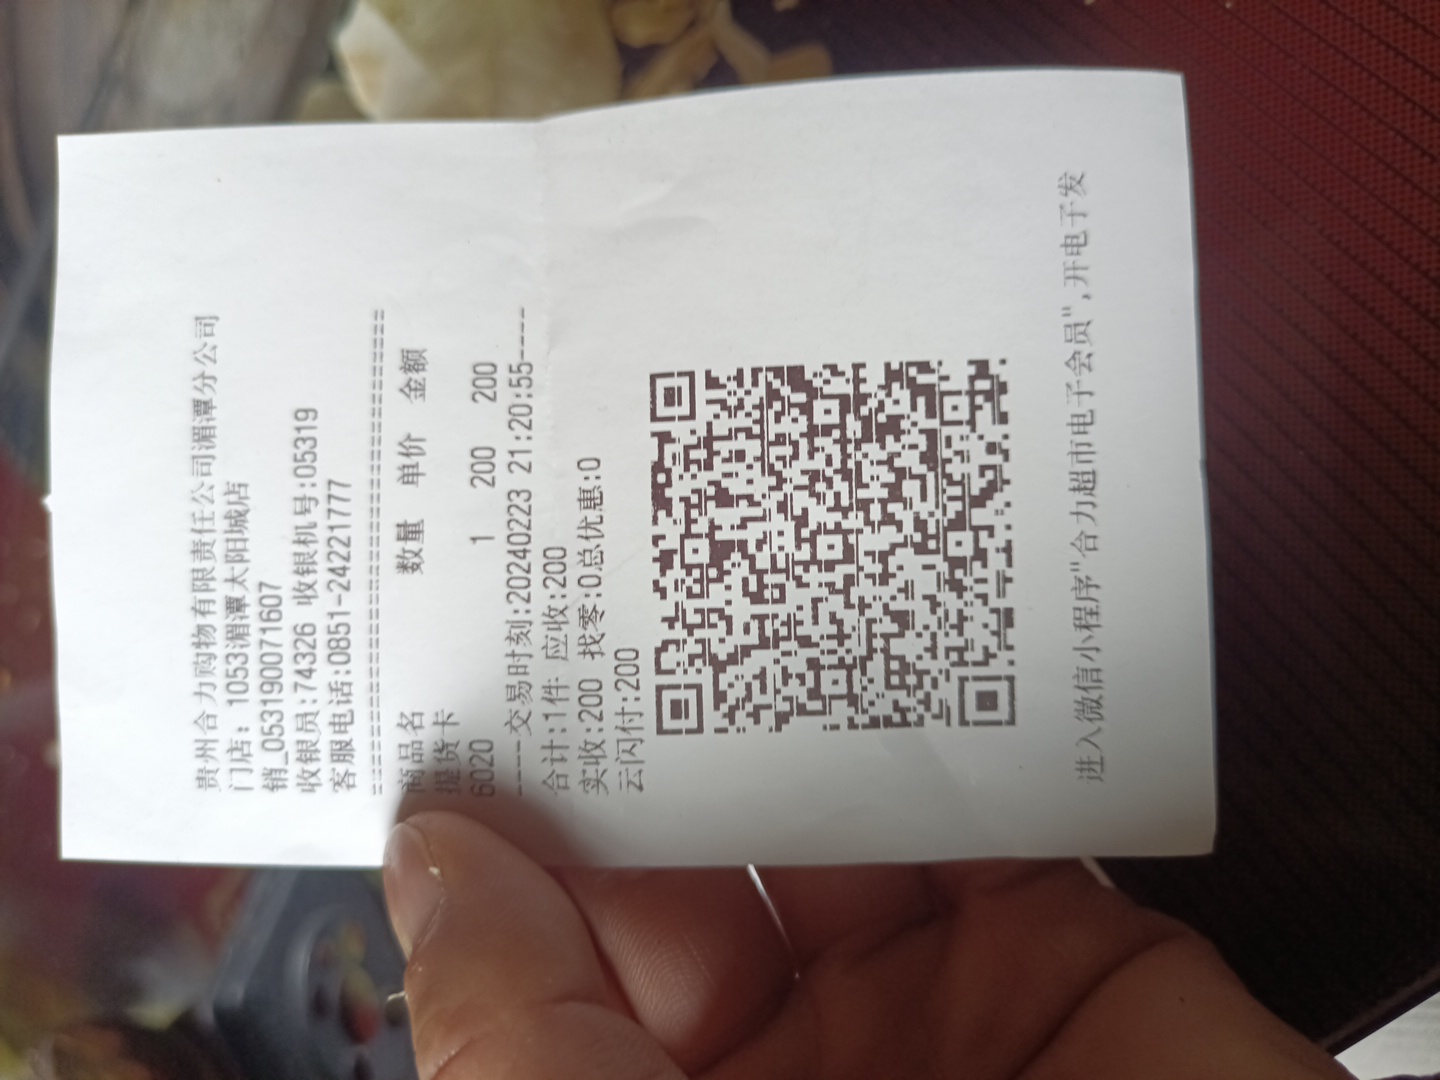 贵州合力购物有限责任公司湄潭分公司
门店: 1053湄潭太阳城店
销_0531900071607
收银员:74326 收银机号:05319
客服电话:0851-24221777
================================
商品名 数量 单价 金额
提货卡
6020 1 200 200
----交易时刻:20240223 21:20:55----
合计:1件 应收:200
实收:200 找零:0总优惠:0
云闪付:200
进入微信小程序"合力超市电子会员",开电子发